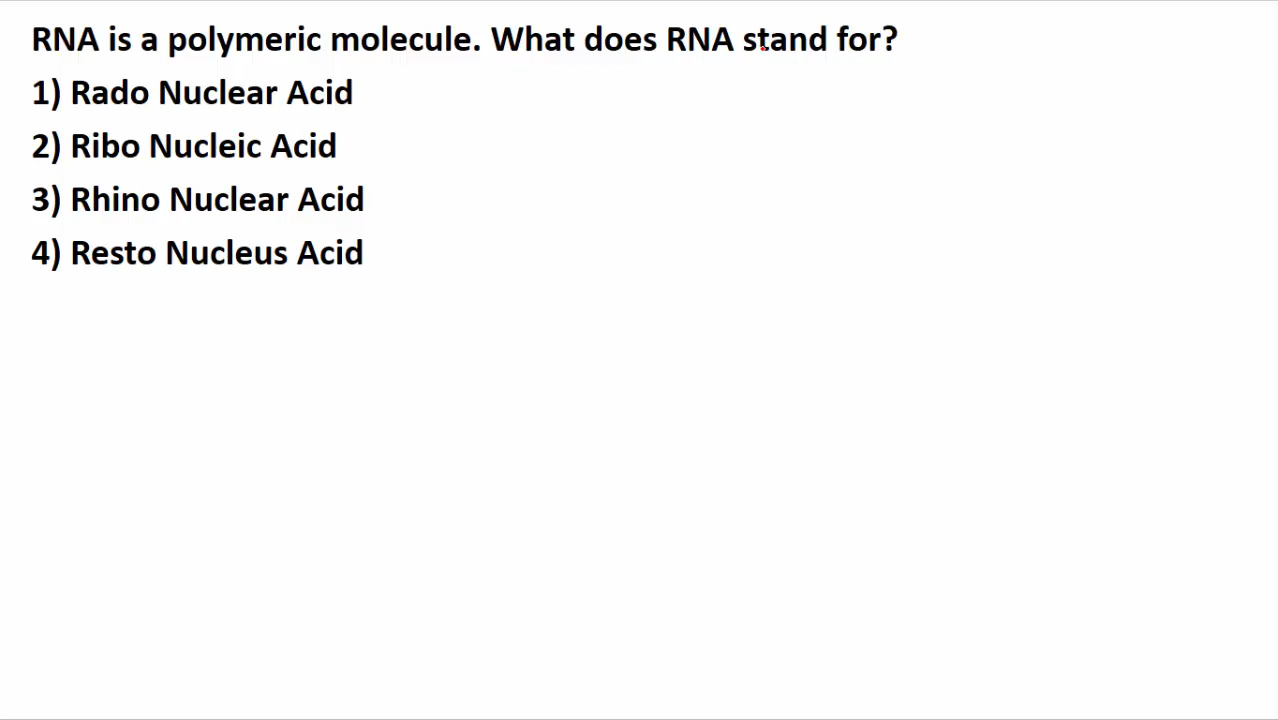 RNA is a polymeric molecule. What does RNA stand for?
1) Rado Nuclear Acid
2) Ribo Nucleic Acid
3) Rhino Nuclear Acid
4) Resto Nucleus Acid